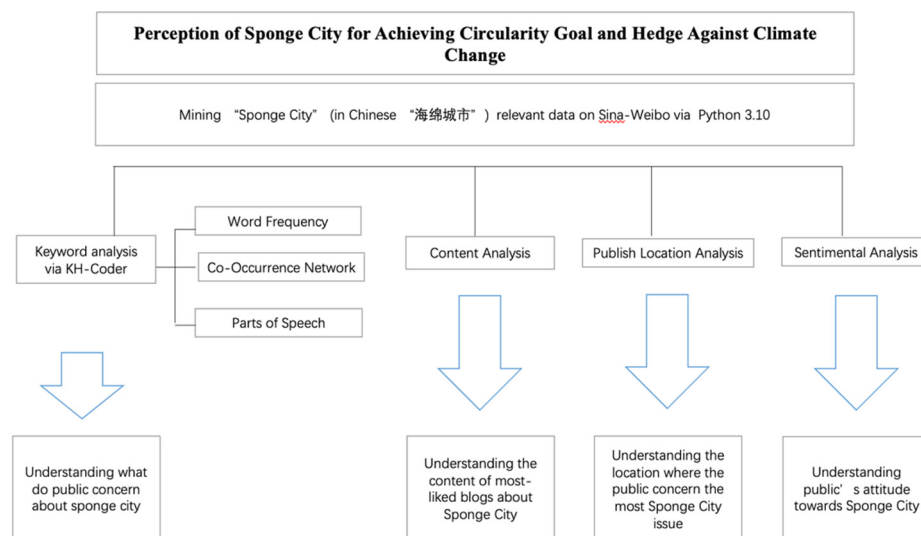 Perception of Sponge City for Achieving Circularity Goal and Hedge Against Climate
Change
Mining “Sponge City” (in Chinese “海绵城市”) relevant data on Sina-Weibo via Python 3.10
Keyword analysis
via KH-Coder
Word Frequency
Co-Occurrence Network
Parts of Speech
Content Analysis
Publish Location Analysis
Sentimental Analysis
Understanding what
do public concern
about sponge city
Understanding the
content of most-
liked blogs about
Sponge City
Understanding the
location where the
public concern the
most Sponge City
issue
Understanding
public’s attitude
towards Sponge City